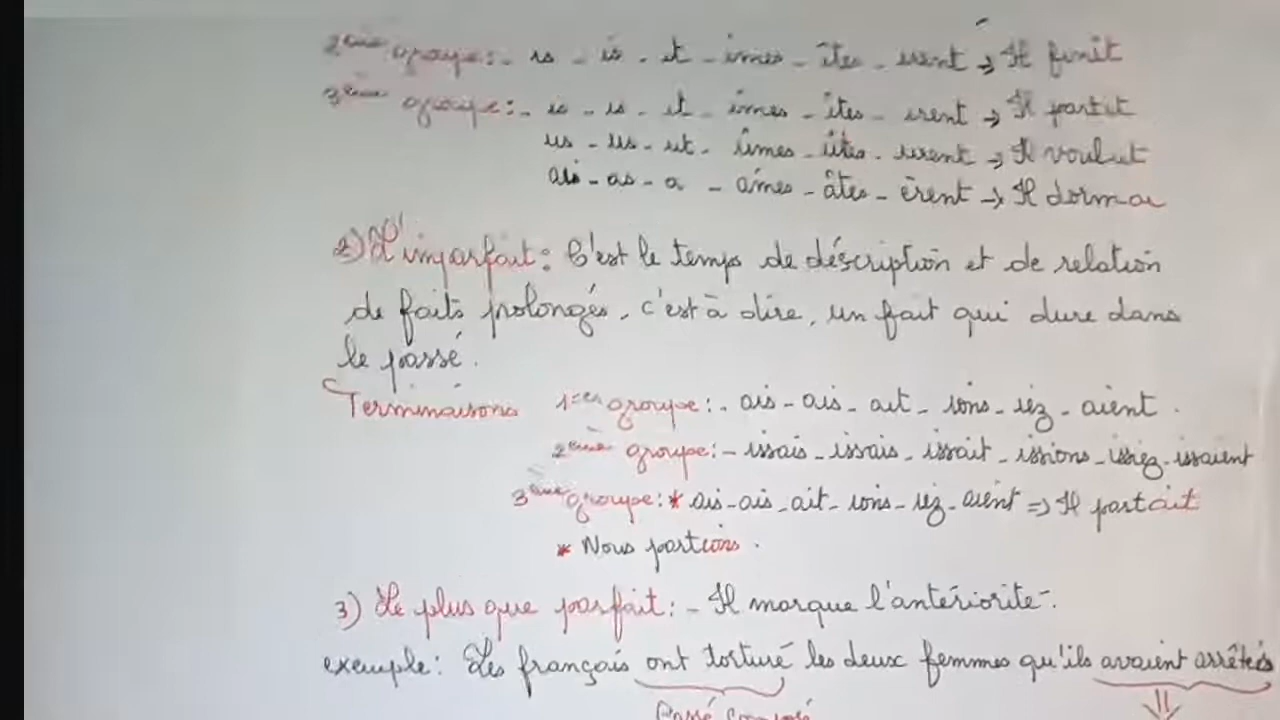 2ème groupe: - is - is - it - îmes - îtes - irent → Il finit
3ème groupe: - is - is - it - îmes - îtes - irent → Il partit
us - us - ut - ûmes - ûtes - urent → Il voulut
ais - as - a - âmes - âtes - èrent → Il dorma
2) L'imparfait: C'est le temps de déscription et de relation
de faits prolongés, c'est à dire, un fait qui dure dans
le passé.
Terminaisons 1er groupe: - ais - ais - ait - ions - iez - aient.
2ème groupe: - issais - issais - issait - issions - issiez - issaient
3ème groupe: * ais - ais - ait - ions - iez - aient => Il partait
* Nous partions.
3) Le plus que parfait: - Il marque l'antériorité.
exemple: Les français ont torturé les deux femmes qu'ils avaient arrêtés
Passé composé